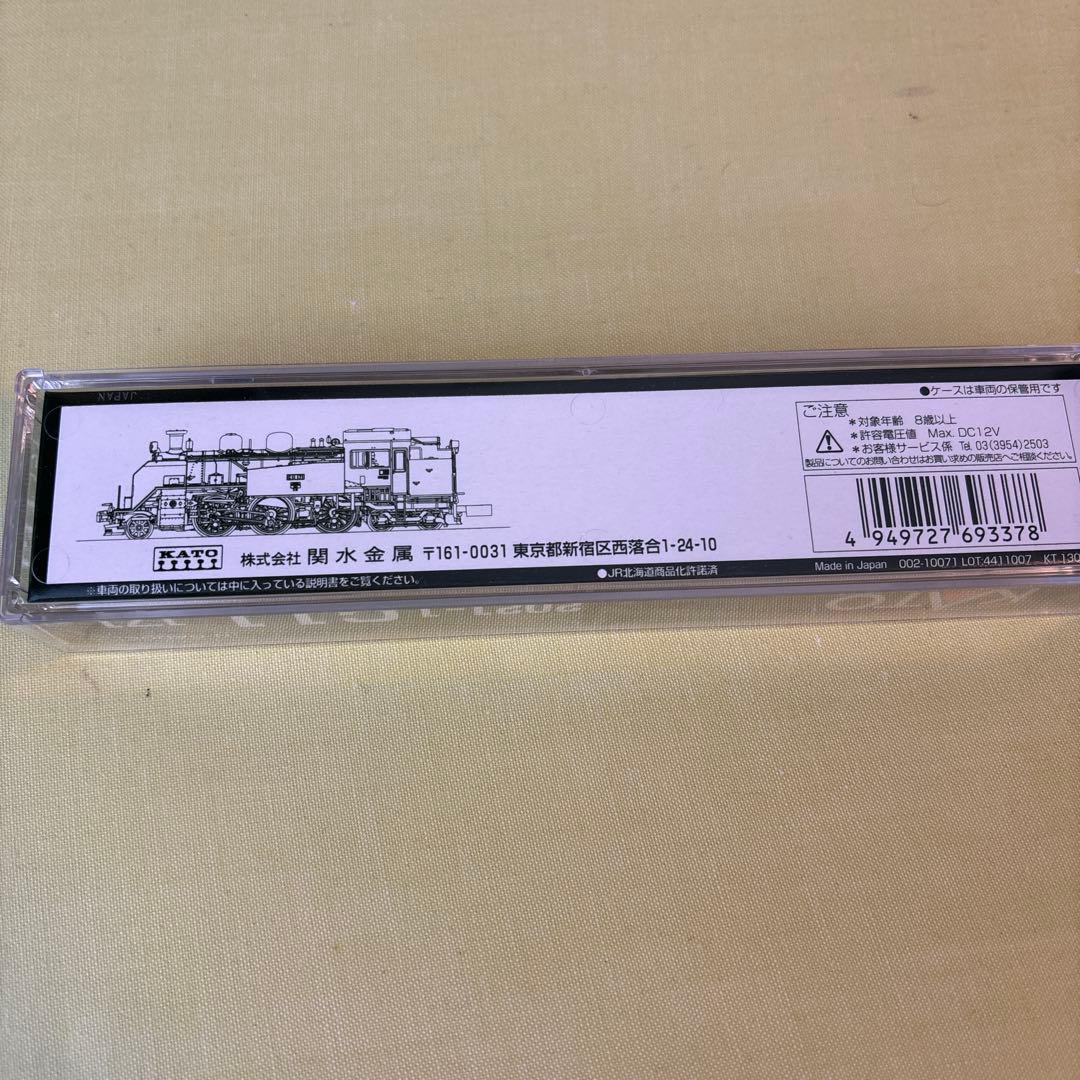 JAPAN
●ケースは車両の保管用です
ご注意
*対象年齢 8歳以上
*許容電圧値 Max. DC12V
*お客様サービス係 Tel. 03(3954)2503
製品についてのお問い合わせはお買い求めの販売店へご相談ください。
4 949727 693378
KATO
株式会社 関水金属 〒161-0031 東京都新宿区西落合1-24-10
※車両の取り扱いについては中に入っている説明書をご覧ください。
●JR北海道商品化許諾済
Made in Japan 002-10071 LOT:4411007 KT 130
2021
C11
KATO